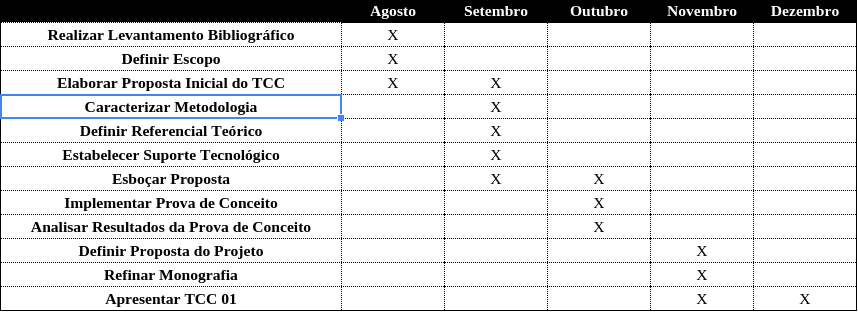 Agosto Setembro Outubro Novembro Dezembro
Realizar Levantamento Bibliográfico X
Definir Escopo X
Elaborar Proposta Inicial do TCC X X
Caracterizar Metodologia X
Definir Referencial Teórico X
Estabelecer Suporte Tecnológico X
Esboçar Proposta X X
Implementar Prova de Conceito X
Analisar Resultados da Prova de Conceito X
Definir Proposta do Projeto X
Refinar Monografia X
Apresentar TCC 01 X X